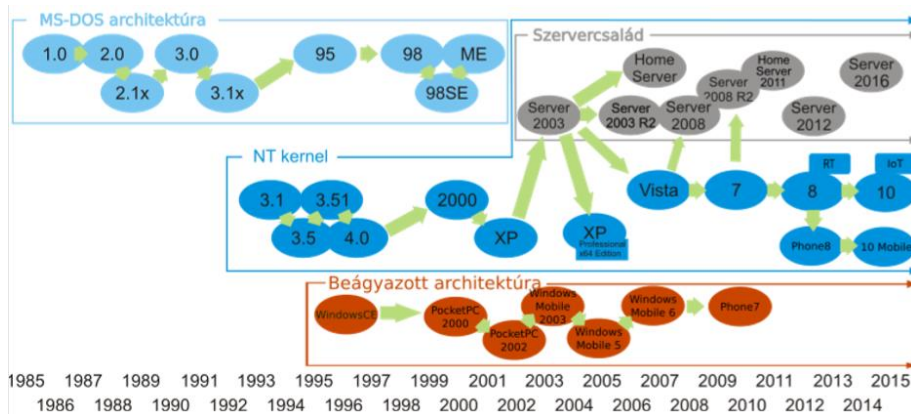 MS-DOS architektúra
1.0
2.0
3.0
95
98
ME
2.1x
3.1x
98SE
Szervercsalád
Home
Server
Home
Server
2011
Server
2008 R2
Server
2016
Server
2003
Server
2003 R2
Server
2008
Server
2012
NT kernel
3.1
3.51
2000
Vista
7
8
RT
10
IoT
3.5
4.0
XP
XP
Professional
x64 Edition
Phone8
10 Mobile
Beágyazott architektúra
WindowsCE
PocketPC
2000
Windows
Mobile
2003
Windows
Mobile 6
Phone7
PocketPC
2002
Windows
Mobile 5
1985 1987 1989 1991 1993 1995 1997 1999 2001 2003 2005 2007 2009 2011 2013 2015
1986 1988 1990 1992 1994 1996 1998 2000 2002 2004 2006 2008 2010 2012 2014